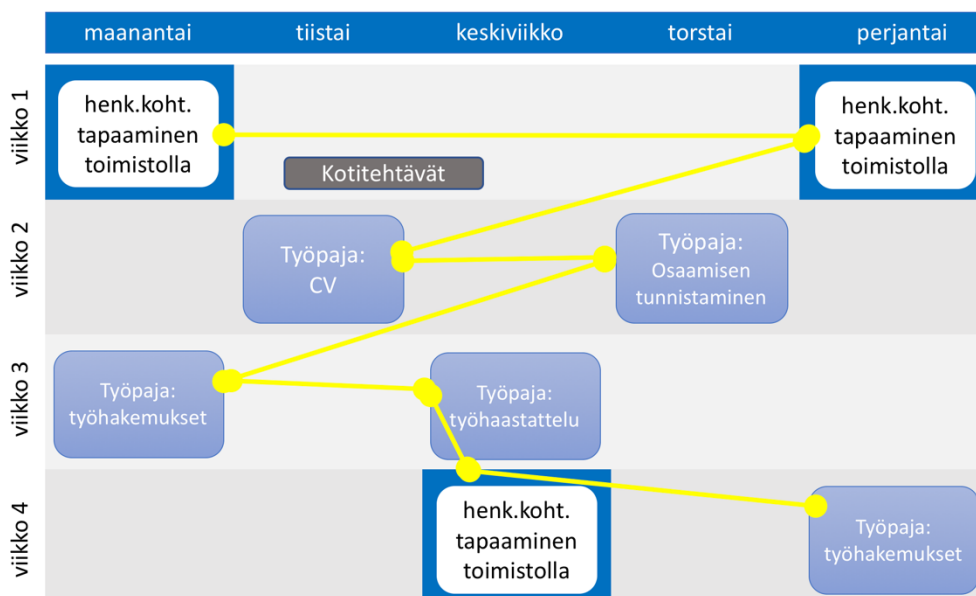 maanantai
tiistai
keskiviikko
torstai
perjantai
viikko 1
henk.koht.
tapaaminen
toimistolla
Kotitehtävät
henk.koht.
tapaaminen
toimistolla
viikko 2
Työpaja:
CV
Työpaja:
Osaamisen
tunnistaminen
viikko 3
Työpaja:
työhakemukset
Työpaja:
työhaastattelu
viikko 4
henk.koht.
tapaaminen
toimistolla
Työpaja:
työhakemukset